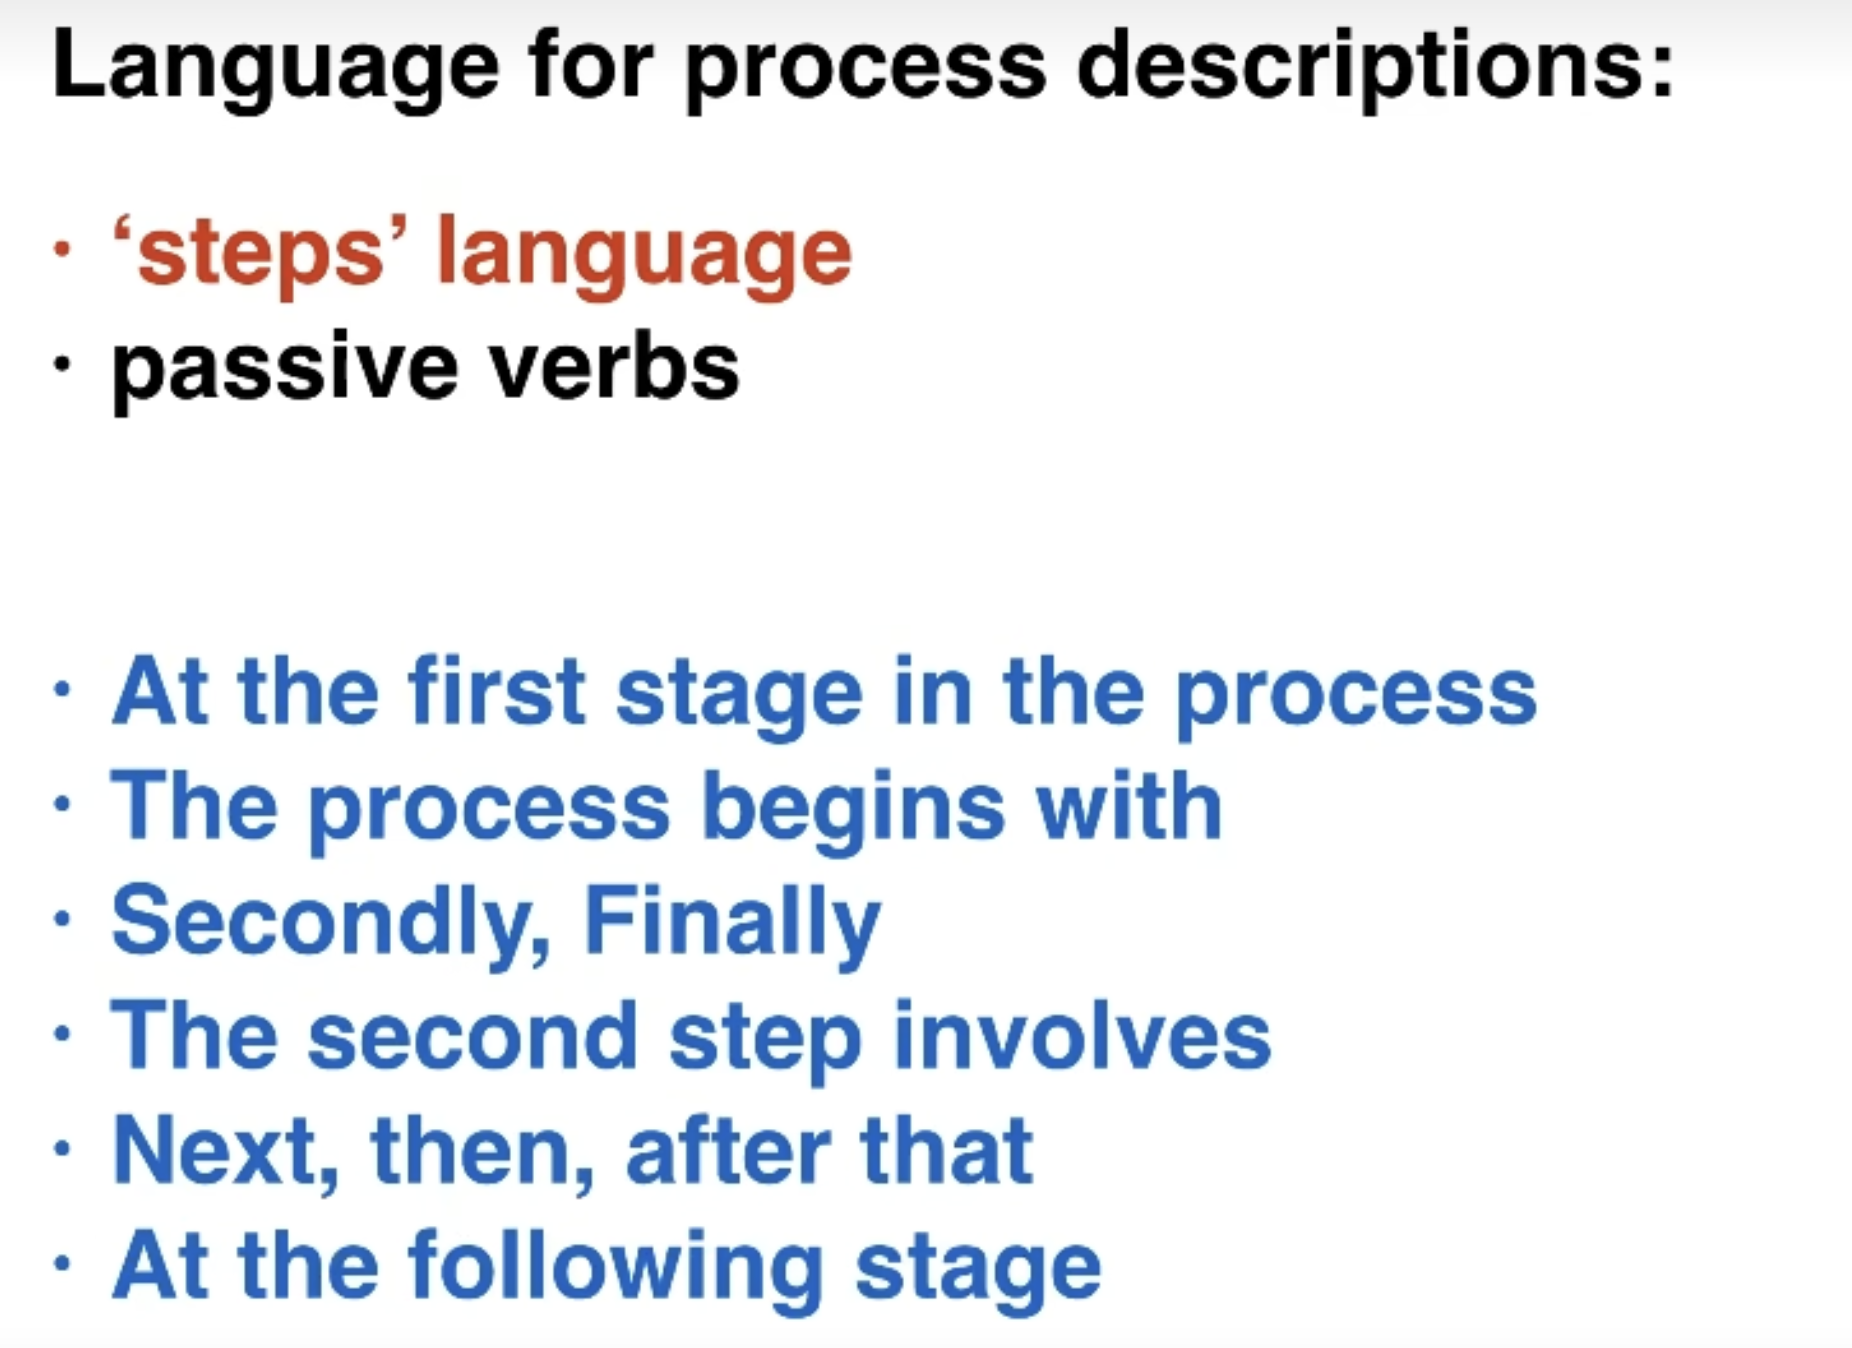 Language for process descriptions:
· ‘steps’ language
· passive verbs
· At the first stage in the process
· The process begins with
· Secondly, Finally
· The second step involves
· Next, then, after that
· At the following stage